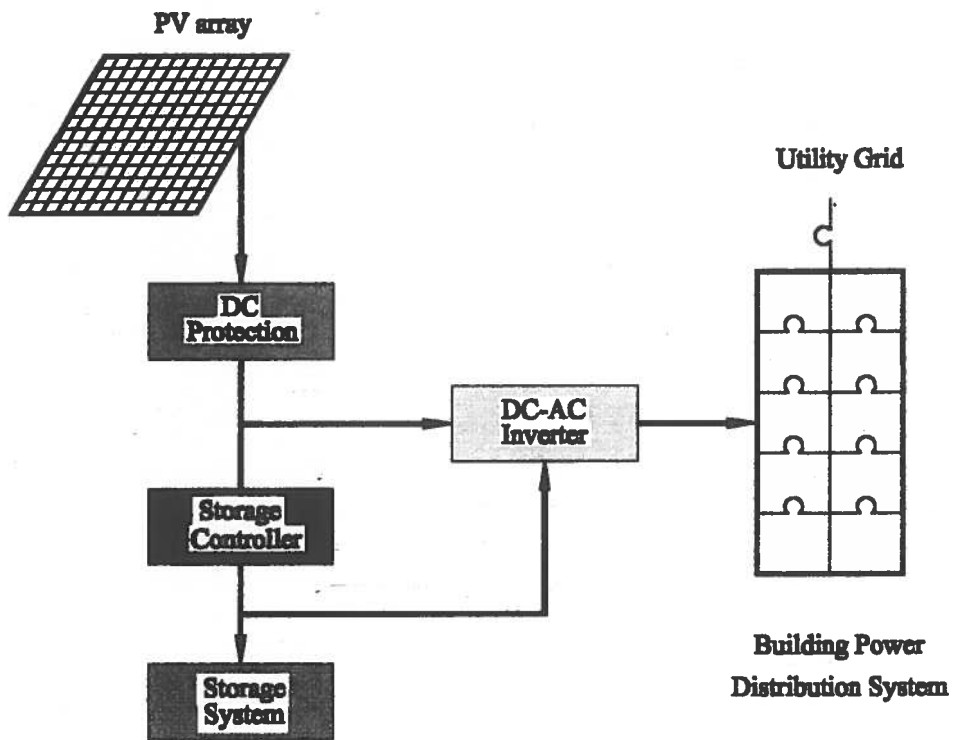 PV array
Utility Grid
DC
Protection
DC-AC
Inverter
Storage
Controller
Storage
System
Building Power
Distribution System